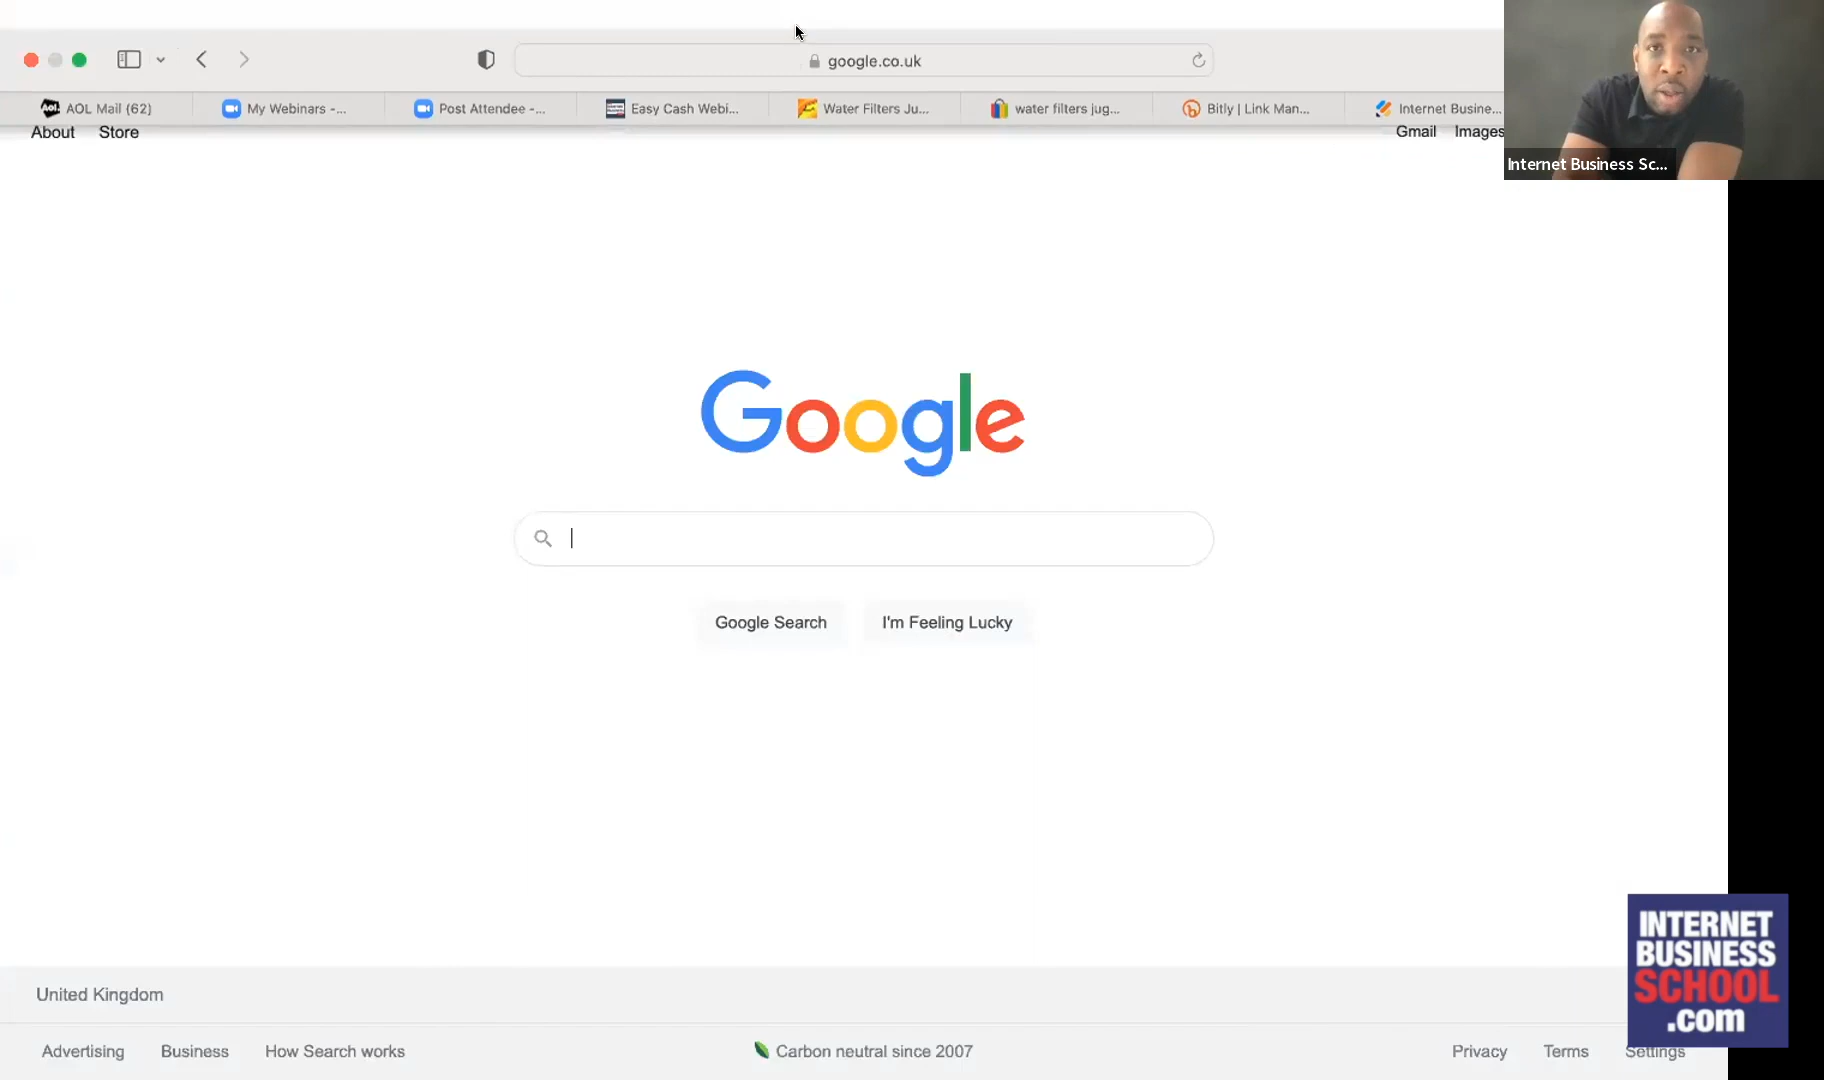 google.co.uk
AOL Mail (62)
My Webinars -...
Post Attendee -...
Easy Cash Webi...
Water Filters Ju...
water filters jug...
Bitly | Link Man...
Internet Busine...
About
Store
Gmail
Images
Internet Business Sc...
Google
Google Search
I'm Feeling Lucky
INTERNET
BUSINESS
SCHOOL
.com
United Kingdom
Advertising
Business
How Search works
Carbon neutral since 2007
Privacy
Terms
Settings